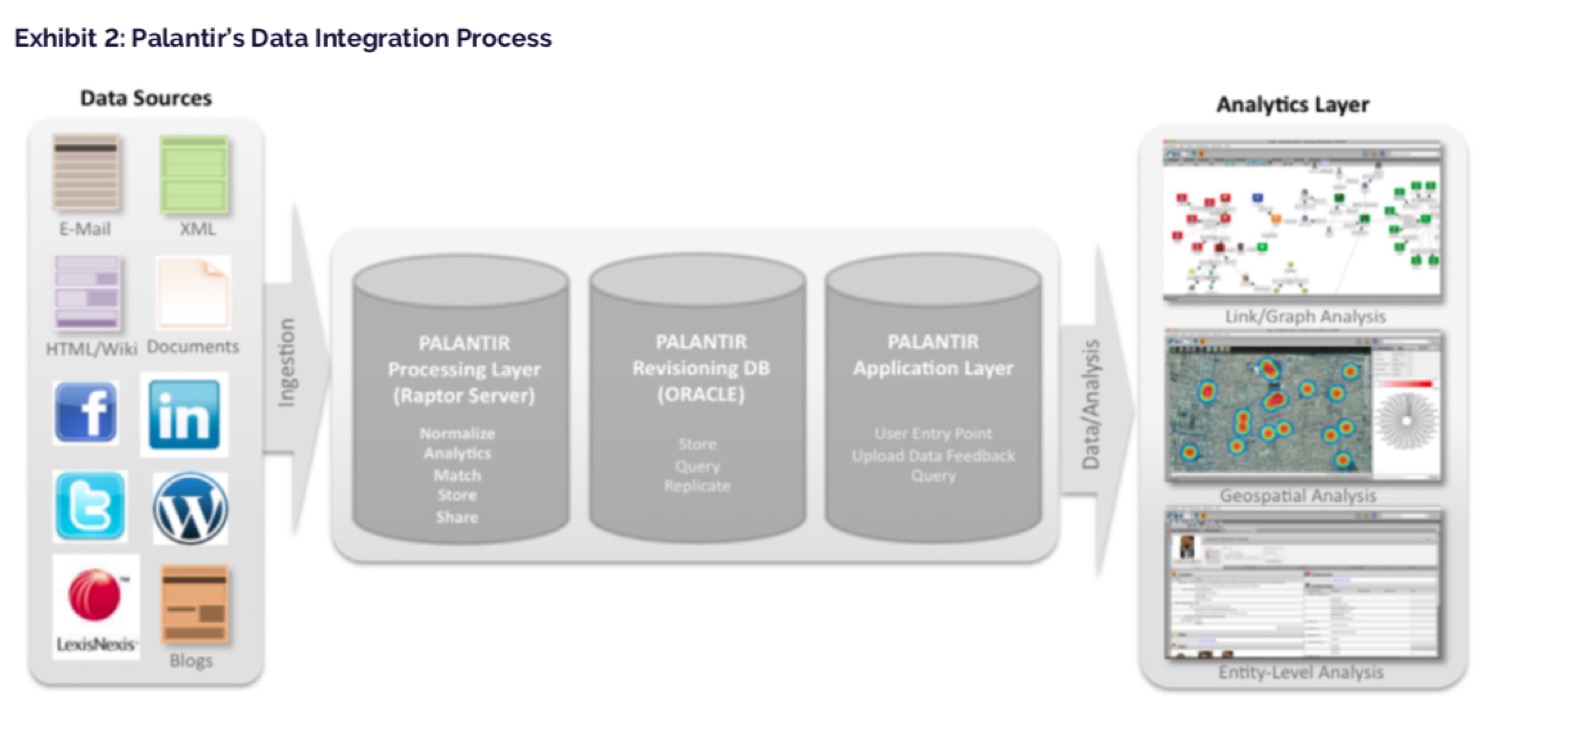 Exhibit 2: Palantir's Data Integration Process
Data Sources
E-Mail
XML
HTML/Wiki
Documents
f
in
t
W
LexisNexis
TM
Blogs
Ingestion
PALANTIR
Processing Layer
(Raptor Server)
Normalize
Analytics
Match
Store
Share
PALANTIR
Revisioning DB
(ORACLE)
Store
Query
Replicate
PALANTIR
Application Layer
User Entry Point
Upload Data Feedback
Query
Data/Analysis
Analytics Layer
Link/Graph Analysis
Geospatial Analysis
Entity-Level Analysis